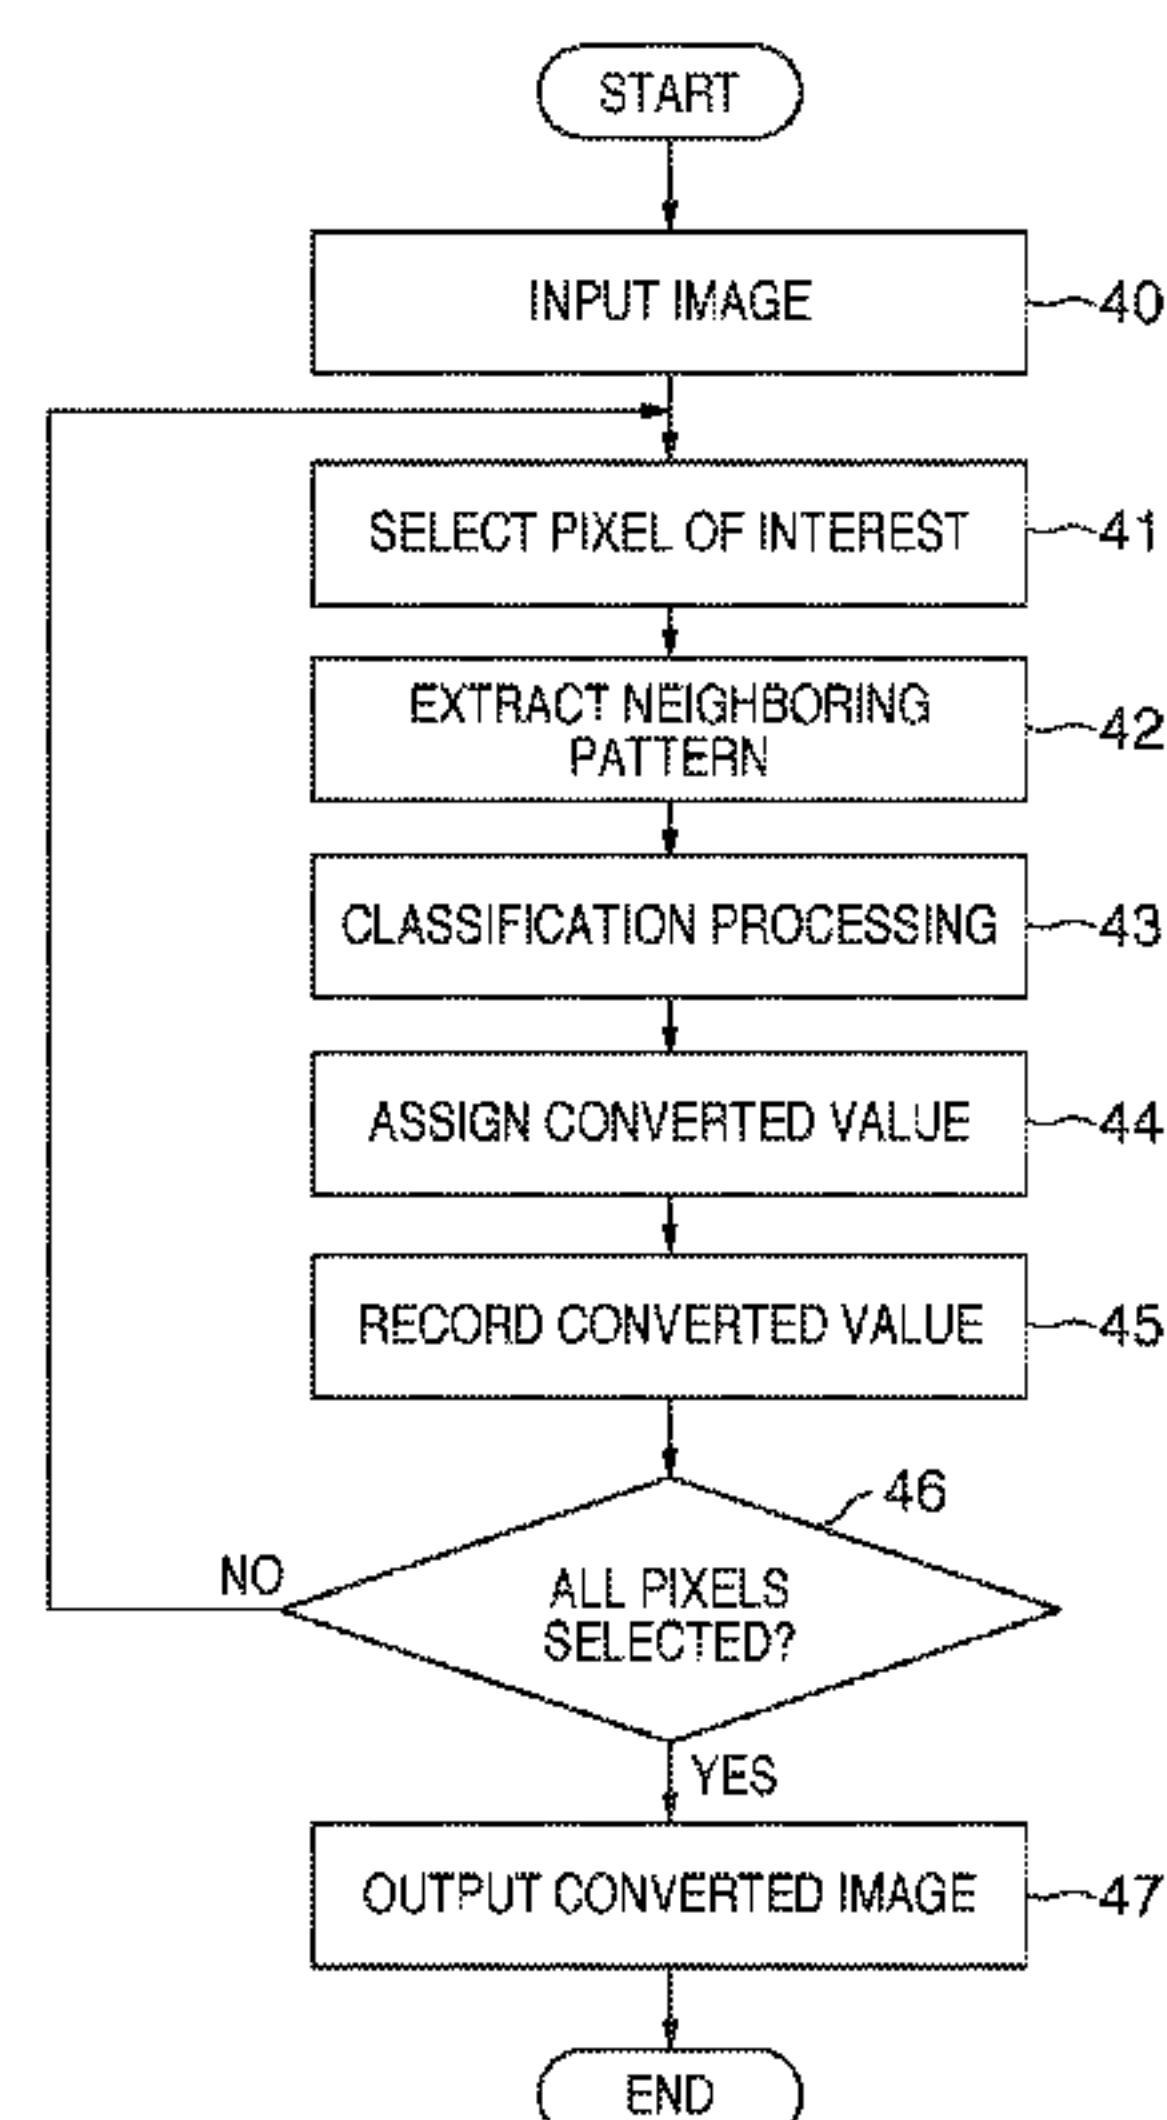 START
INPUT IMAGE
40
SELECT PIXEL OF INTEREST
41
EXTRACT NEIGHBORING
PATTERN
42
CLASSIFICATION PROCESSING
43
ASSIGN CONVERTED VALUE
44
RECORD CONVERTED VALUE
45
46
NO
ALL PIXELS
SELECTED?
YES
OUTPUT CONVERTED IMAGE
47
END